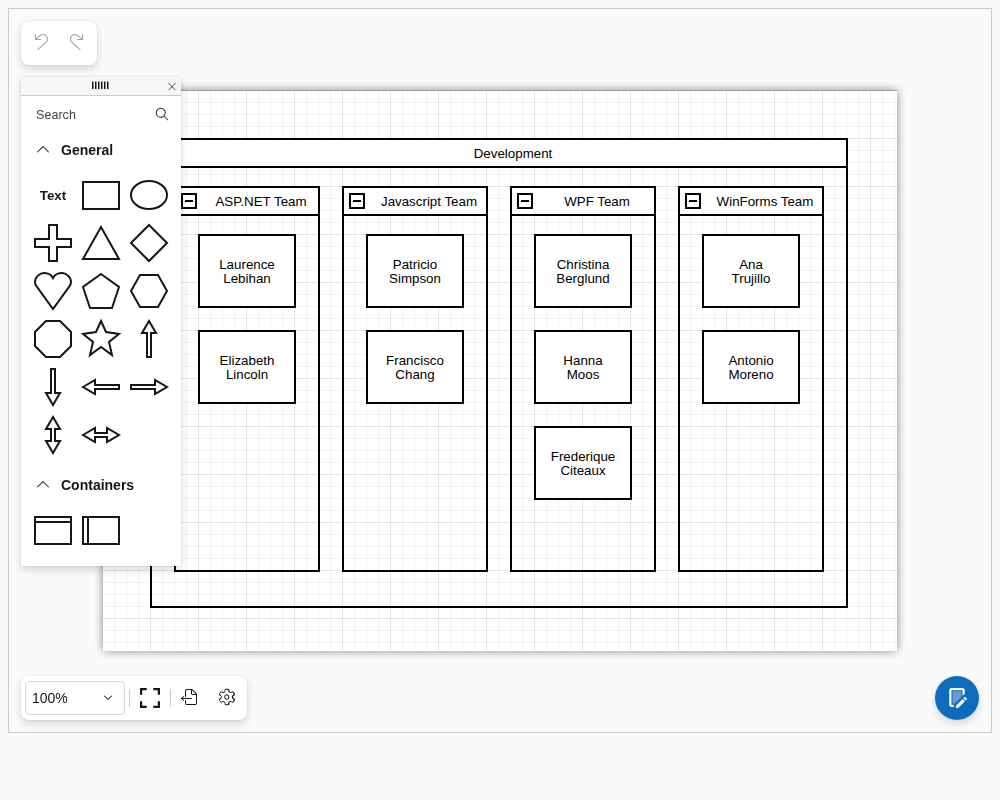 Search
General
Text
Containers
Development
ASP.NET Team
Laurence
Lebihan
Elizabeth
Lincoln
Javascript Team
Patricio
Simpson
Francisco
Chang
WPF Team
Christina
Berglund
Hanna
Moos
Frederique
Citeaux
WinForms Team
Ana
Trujillo
Antonio
Moreno
100%